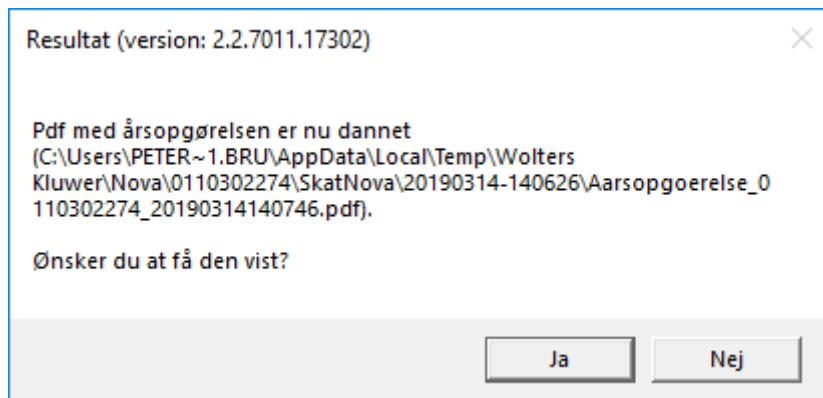 Resultat (version: 2.2.7011.17302)
Pdf med årsopgørelsen er nu dannet
(C:\Users\PETER~1.BRU\AppData\Local\Temp\Wolters
Kluwer\Nova\0110302274\SkatNova\20190314-140626\Aarsopgoerelse_0
110302274_20190314140746.pdf).
Ønsker du at få den vist?
Ja
Nej